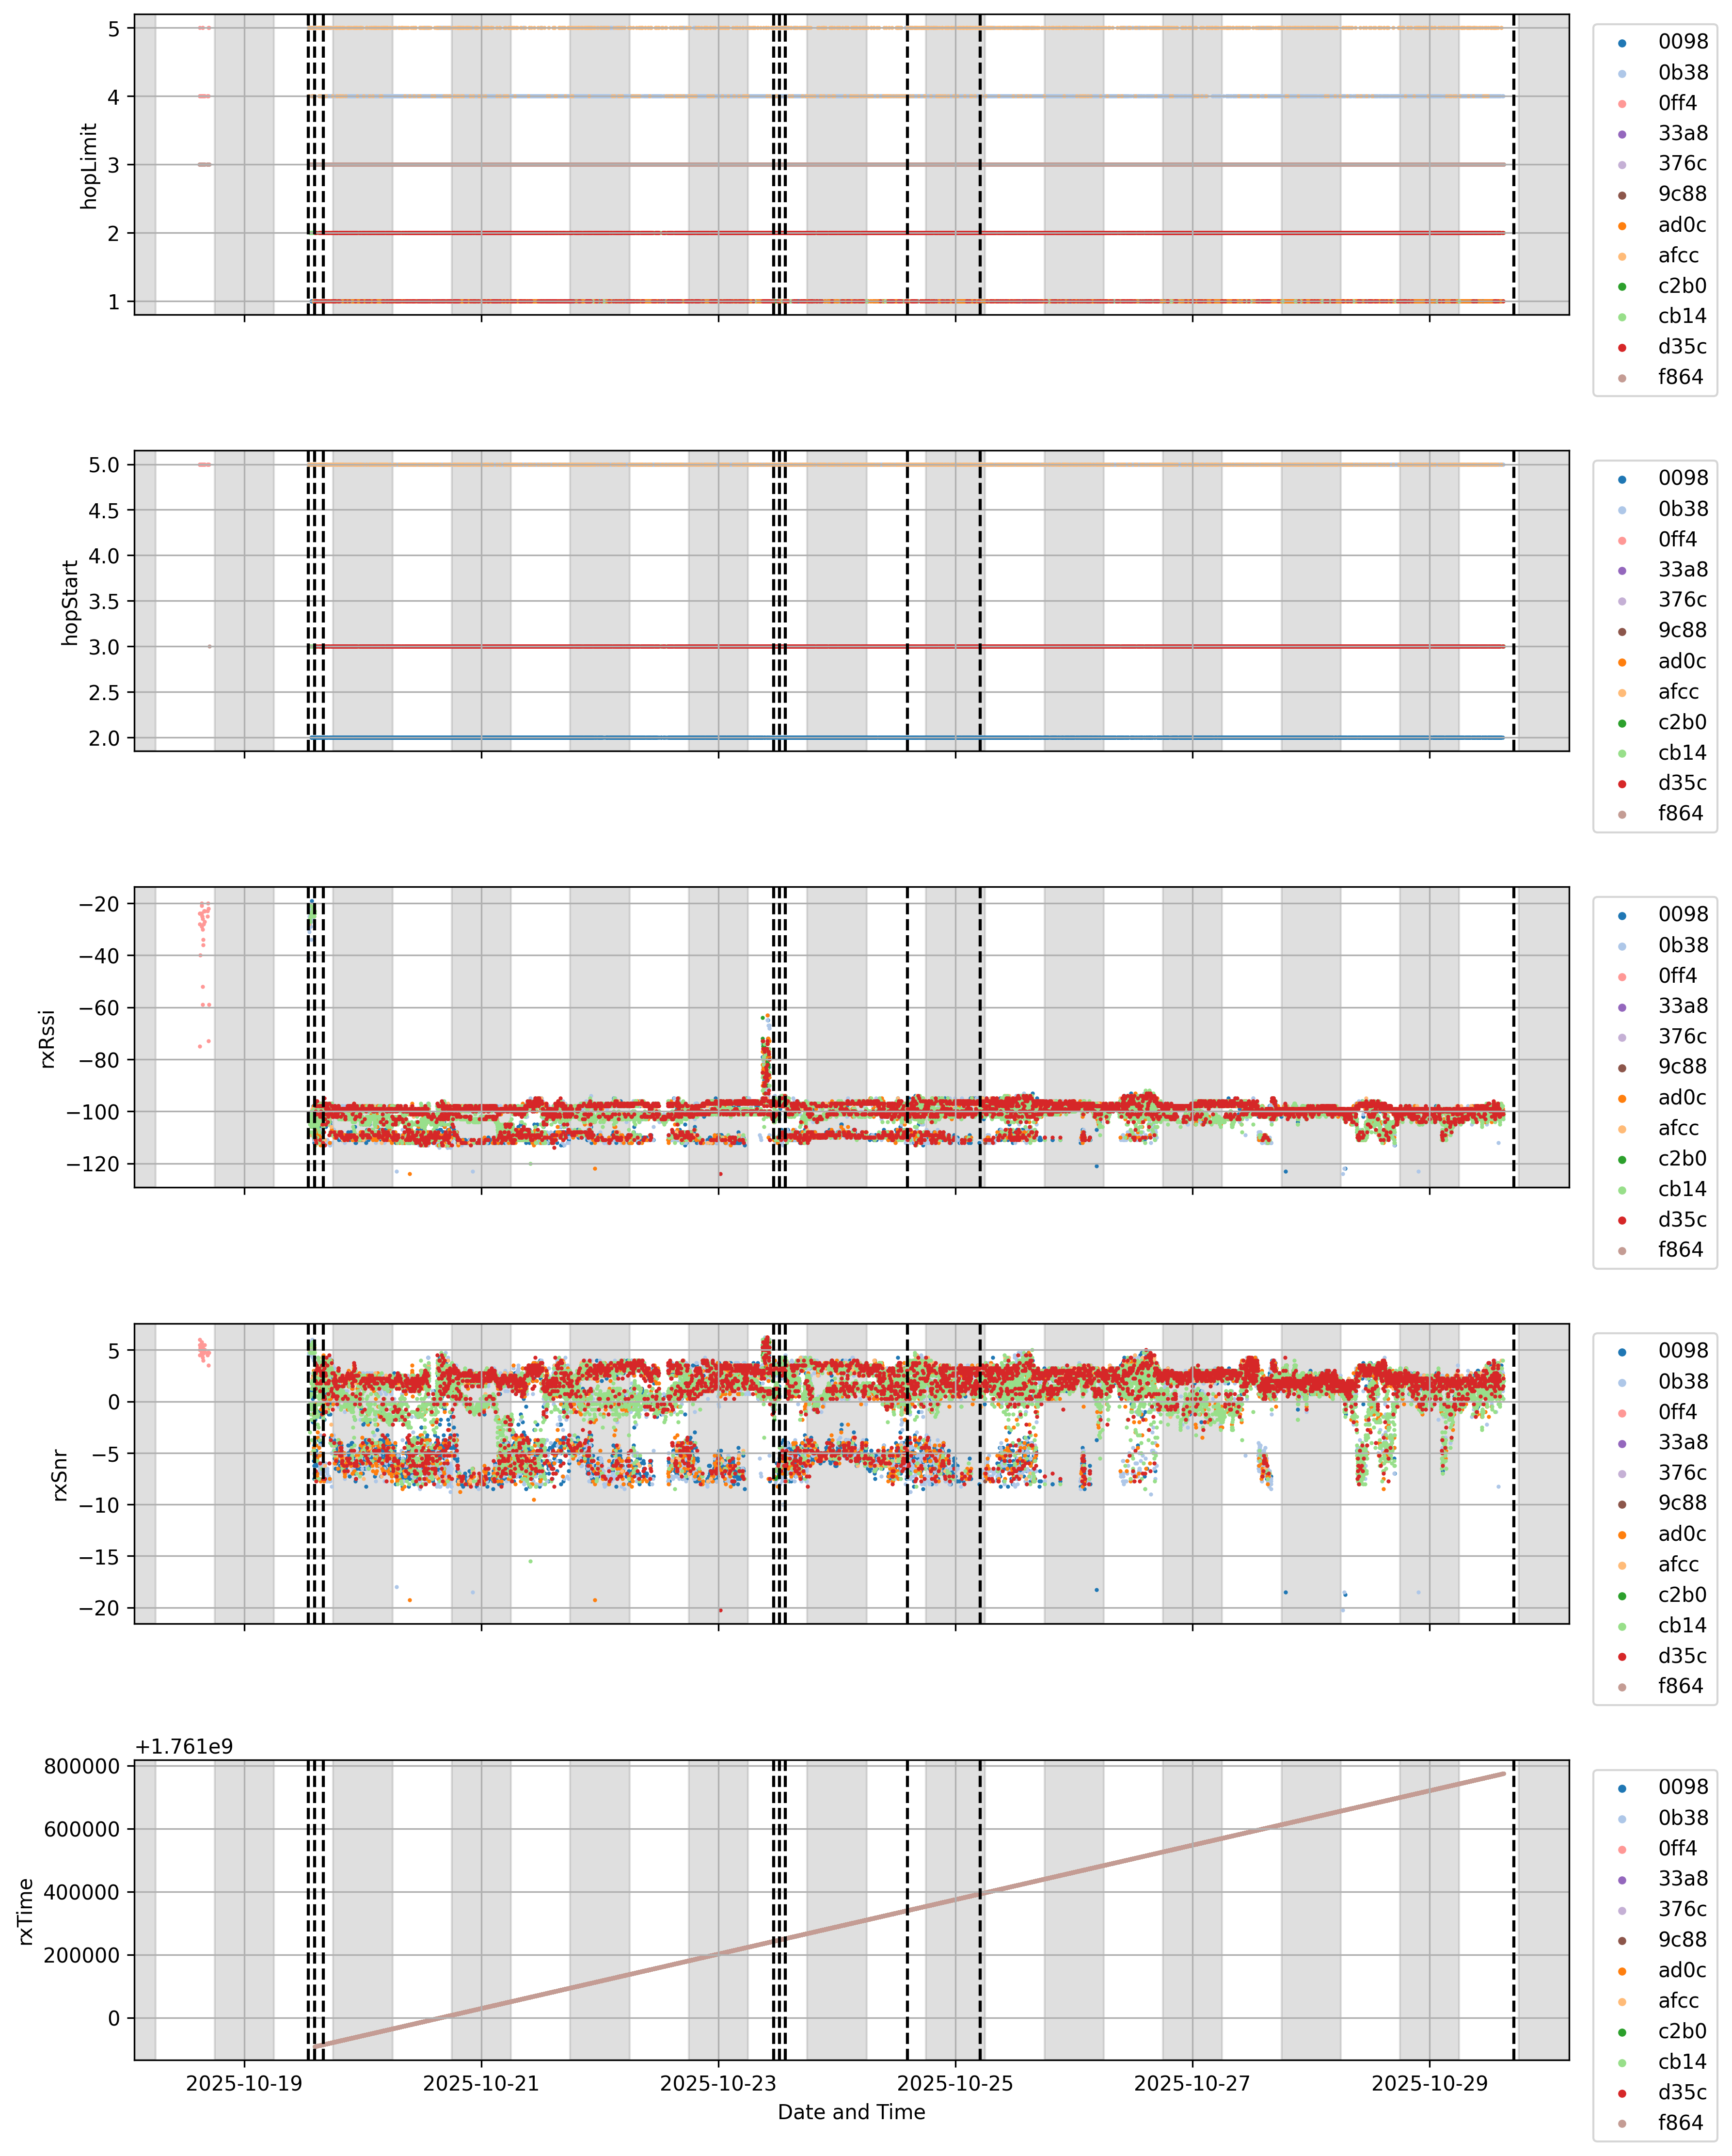 5
4
3
2
1
hopLimit
0098
0b38
0ff4
33a8
376c
9c88
ad0c
afcc
c2b0
cb14
d35c
f864
5.0
4.5
4.0
3.5
3.0
2.5
2.0
hopStart
0098
0b38
0ff4
33a8
376c
9c88
ad0c
afcc
c2b0
cb14
d35c
f864
−20
−40
−60
−80
−100
−120
rxRssi
0098
0b38
0ff4
33a8
376c
9c88
ad0c
afcc
c2b0
cb14
d35c
f864
5
0
−5
−10
−15
−20
rxSnr
0098
0b38
0ff4
33a8
376c
9c88
ad0c
afcc
c2b0
cb14
d35c
f864
+1.761e9
800000
600000
400000
200000
0
rxTime
0098
0b38
0ff4
33a8
376c
9c88
ad0c
afcc
c2b0
cb14
d35c
f864
2025-10-19 2025-10-21 2025-10-23 2025-10-25 2025-10-27 2025-10-29
Date and Time